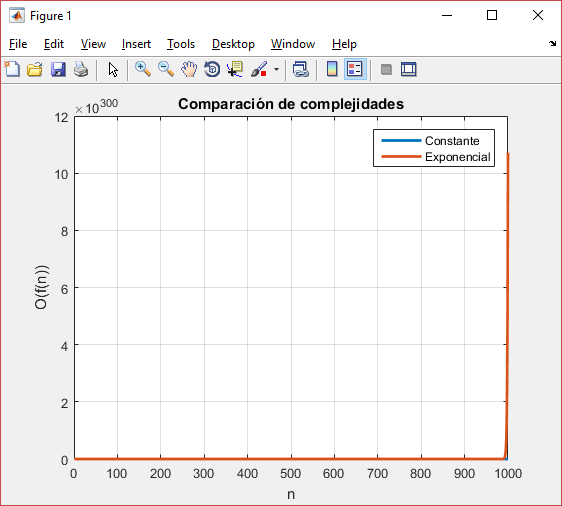 Figure 1
File Edit View Insert Tools Desktop Window Help
Comparación de complejidades
×10^300
12
10
8
6
4
2
0
O(f(n))
Constante
Exponencial
0 100 200 300 400 500 600 700 800 900 1000
n